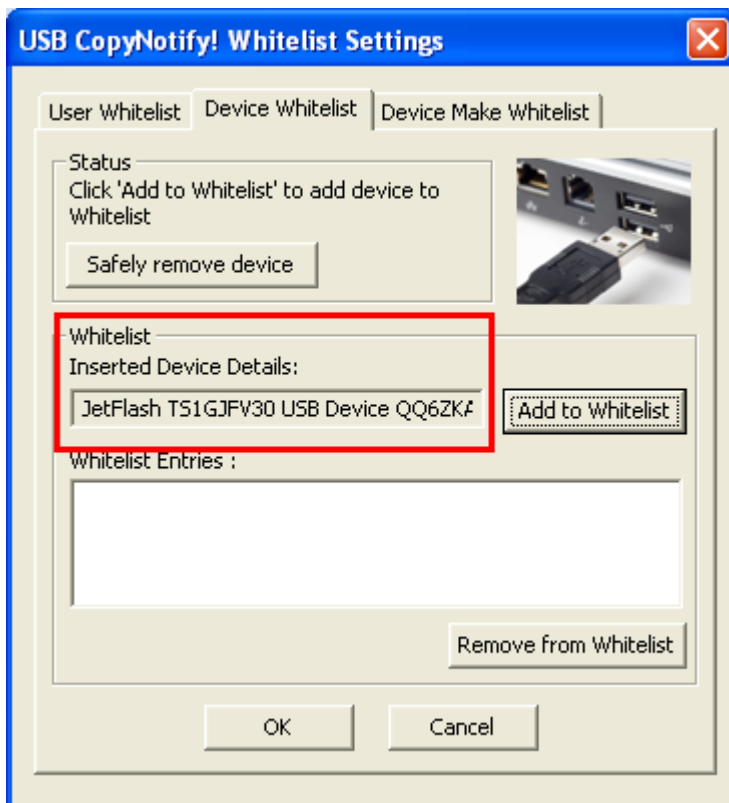 USB CopyNotify! Whitelist Settings
User Whitelist
Device Whitelist
Device Make Whitelist
Status
Click 'Add to Whitelist' to add device to
Whitelist
Safely remove device
Whitelist
Inserted Device Details:
JetFlash TS1GJFV30 USB Device QQ6ZKA
Add to Whitelist
Whitelist Entries :
Remove from Whitelist
OK
Cancel